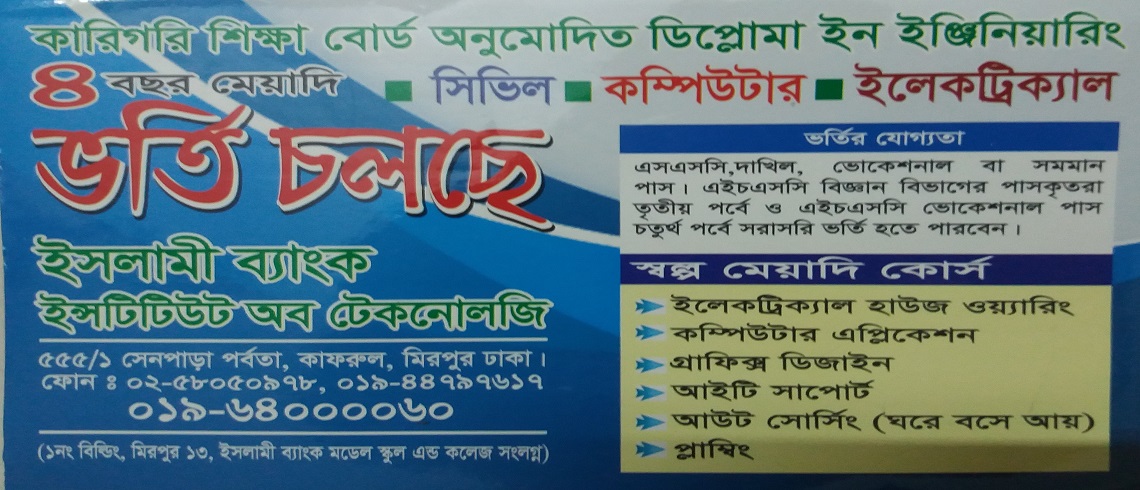 কারিগরি শিক্ষা বোর্ড অনুমোদিত ডিপ্লোমা ইন ইঞ্জিনিয়ারিং
৪ বছর মেয়াদি ■ সিভিল ■ কম্পিউটার ■ ইলেকট্রিক্যাল
ভর্তি চলছে
ইসলামী ব্যাংক
ইন্সটিটিউট অব টেকনোলজি
৫৫৫/১ সেনপাড়া পর্বতা, কাফরুল, মিরপুর ঢাকা।
ফোন ঃ ০২-৫৮০৫০৯৭৮, ০১৯-৪৪৭৯৭৬১৭
০১৯-৬৪০০০০৬০
(১নং বিল্ডিং, মিরপুর ১৩, ইসলামী ব্যাংক মডেল স্কুল এন্ড কলেজ সংলগ্ন)
ভর্তির যোগ্যতা
এসএসসি,দাখিল, ভোকেশনাল বা সমমান
পাস। এইচএসসি বিজ্ঞান বিভাগের পাসকৃতরা
তৃতীয় পর্বে ও এইচএসসি ভোকেশনাল পাস
চতুর্থ পর্বে সরাসরি ভর্তি হতে পারবেন।
স্বল্প মেয়াদি কোর্স
ইলেকট্রিক্যাল হাউজ ওয়্যারিং
কম্পিউটার এপ্লিকেশন
গ্রাফিক্স ডিজাইন
আইটি সাপোর্ট
আউট সোর্সিং (ঘরে বসে আয়)
প্লাম্বিং